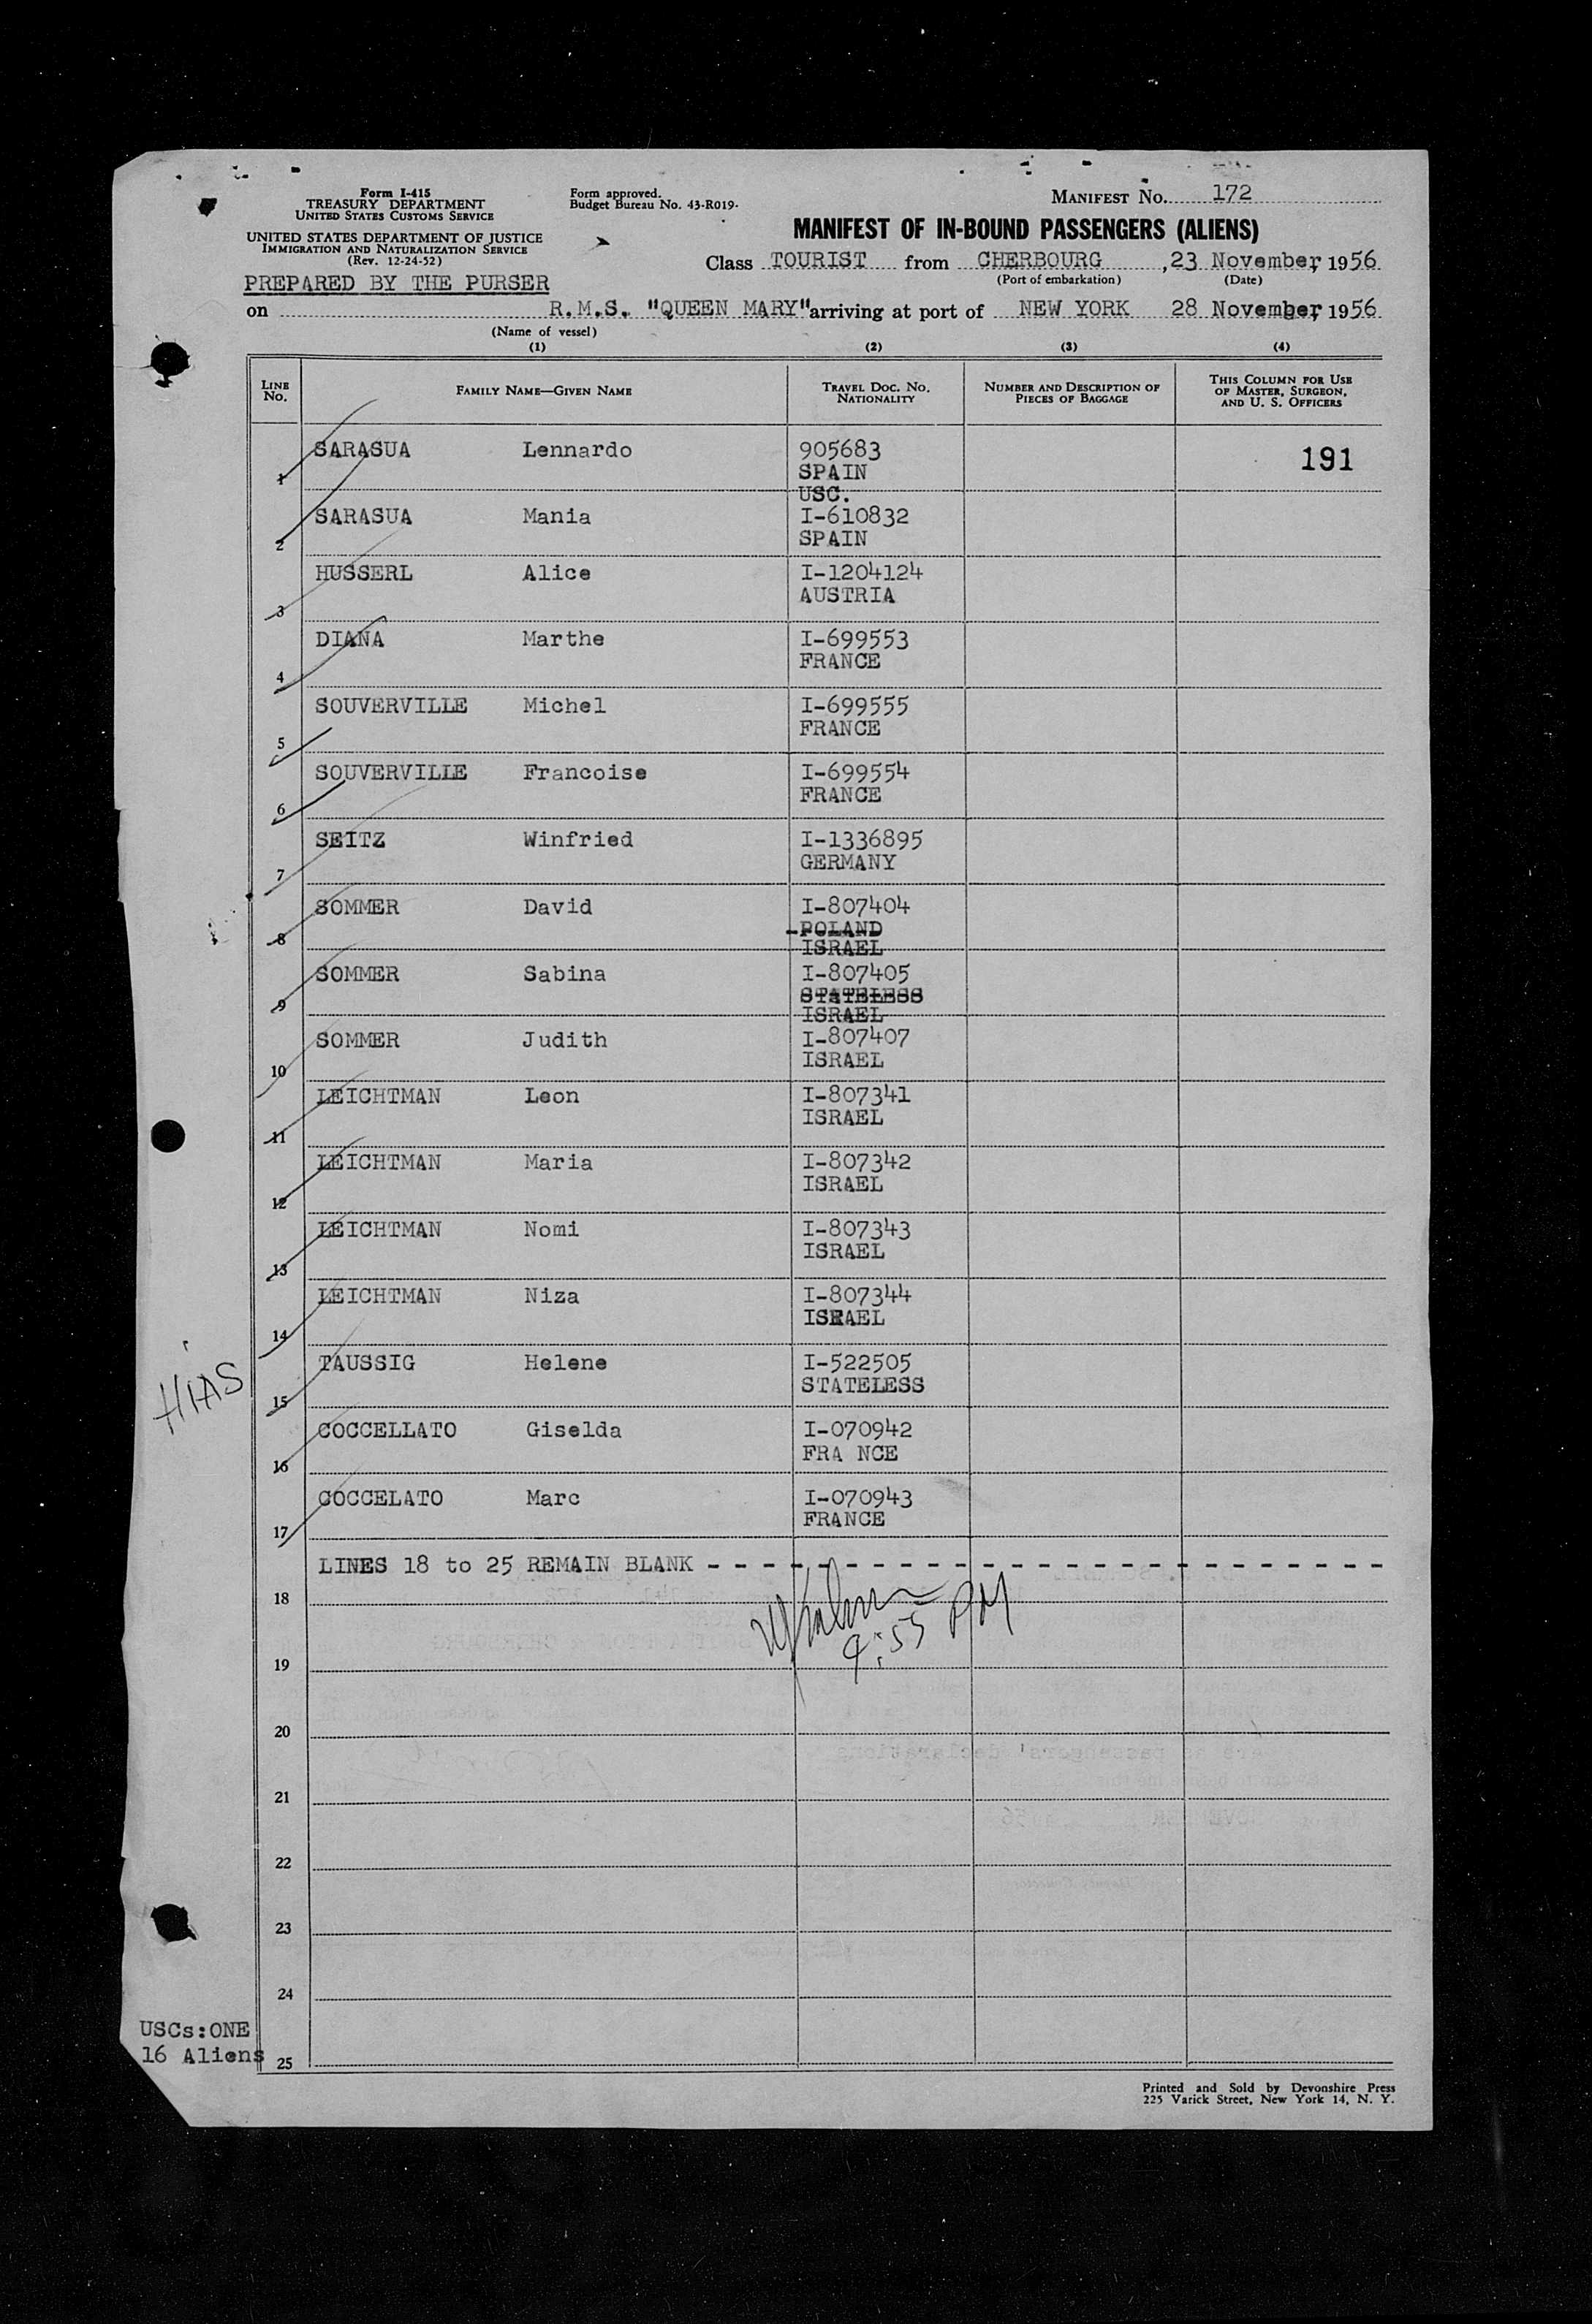 Form I-415
TREASURY DEPARTMENT
UNITED STATES CUSTOMS SERVICE
UNITED STATES DEPARTMENT OF JUSTICE
IMMIGRATION AND NATURALIZATION SERVICE
(Rev. 12-24-52)
PREPARED BY THE PURSER
Form approved.
Budget Bureau No. 43-R019.
MANIFEST No. 172
MANIFEST OF IN-BOUND PASSENGERS (ALIENS)
Class TOURIST from CHERBOURG, 23 November, 1956
(Port of embarkation) (Date)
on R.M.S. "QUEEN MARY" arriving at port of NEW YORK 28 November, 1956
(Name of vessel)
(1) (2) (3) (4)
LINE No. FAMILY NAME—GIVEN NAME TRAVEL DOC. No. NATIONALITY NUMBER AND DESCRIPTION OF PIECES OF BAGGAGE THIS COLUMN FOR USE OF MASTER, SURGEON, AND U. S. OFFICERS
1 SARASUA Lennardo 905683 191
SPAIN
USC.
2 SARASUA Mania I-610832
SPAIN
3 HUSSERL Alice I-1204124
AUSTRIA
4 DIANA Marthe I-699553
FRANCE
5 SOUVERVILLE Michel I-699555
FRANCE
6 SOUVERVILLE Francoise I-699554
FRANCE
7 SEITZ Winfried I-1336895
GERMANY
8 SOMMER David I-807404
POLAND
ISRAEL
9 SOMMER Sabina I-807405
STATELESS
ISRAEL
10 SOMMER Judith I-807407
ISRAEL
11 LEICHTMAN Leon I-807341
ISRAEL
12 LEICHTMAN Maria I-807342
ISRAEL
13 LEICHTMAN Nomi I-807343
ISRAEL
14 LEICHTMAN Niza I-807344
ISRAEL
HIAS
15 TAUSSIG Helene I-522505
STATELESS
16 COCCELLATO Giselda I-070942
FRA NCE
17 COCCELATO Marc I-070943
FRANCE
LINES 18 to 25 REMAIN BLANK - - - - - - - - - - - - - - - - - - - - - - - - -
18
9:55 PM
19
20
21
22
23
24
25
USCs:ONE
16 Aliens
Printed and Sold by Devonshire Press
225 Varick Street, New York 14, N. Y.